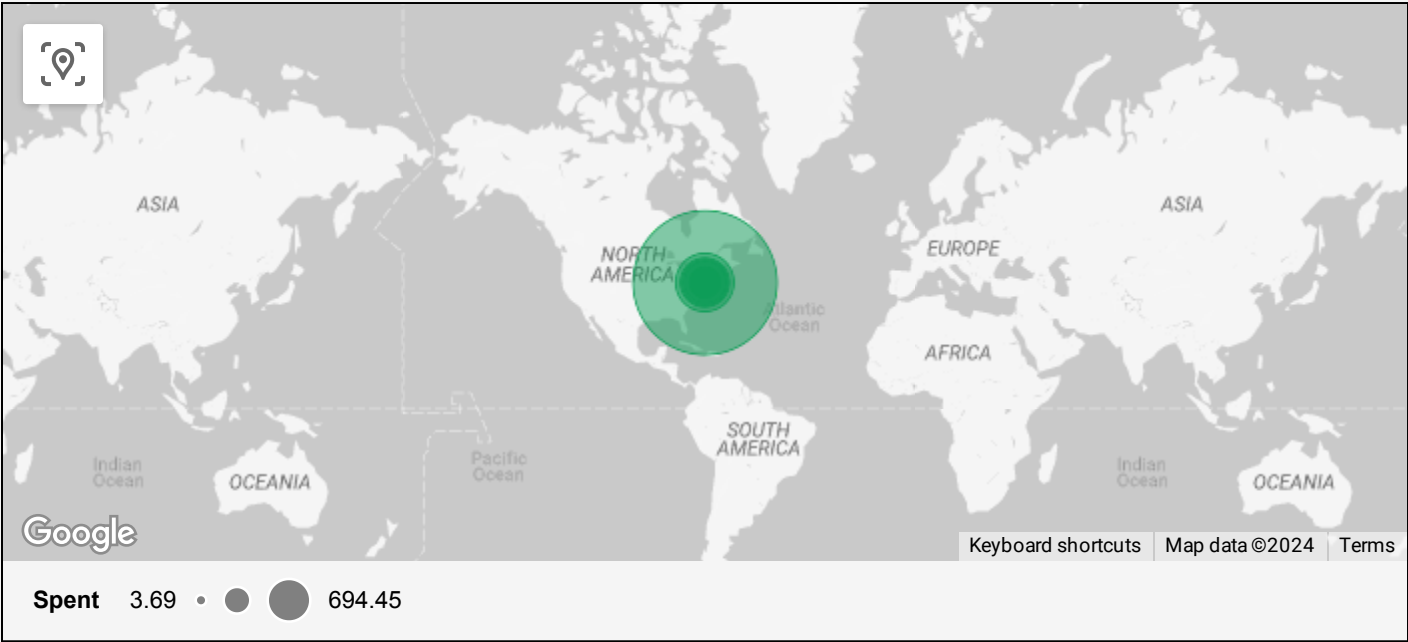 ASIA
ASIA
NORTH
AMERICA
EUROPE
Atlantic
Ocean
AFRICA
SOUTH
AMERICA
Pacific
Ocean
Indian
Ocean
OCEANIA
Indian
Ocean
OCEANIA
Google
Keyboard shortcuts Map data ©2024 Terms
Spent 3.69 694.45